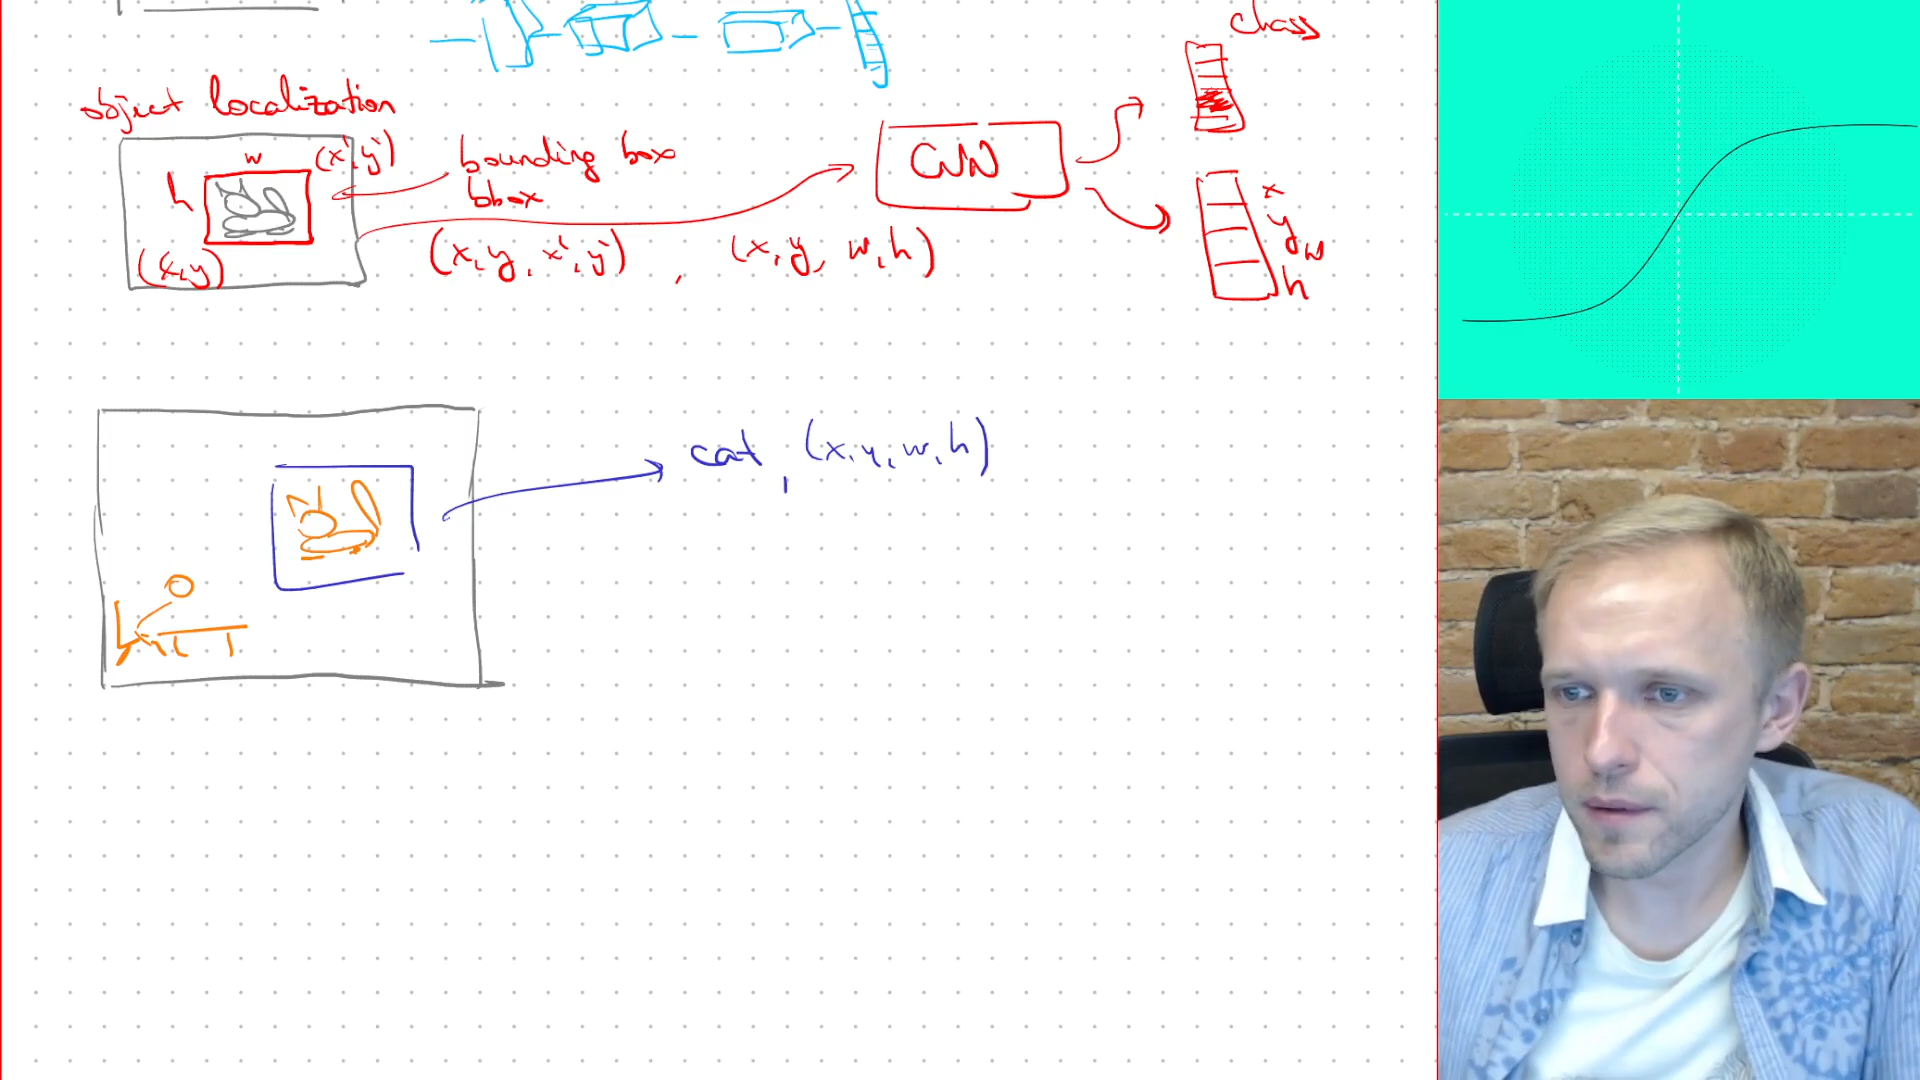 class
object localization
w (x',y')
h
(x,y)
bounding box
bbox
(x,y,x',y') , (x,y, w,h)
CNN
x
y
w
h
cat , (x,y,w,h)